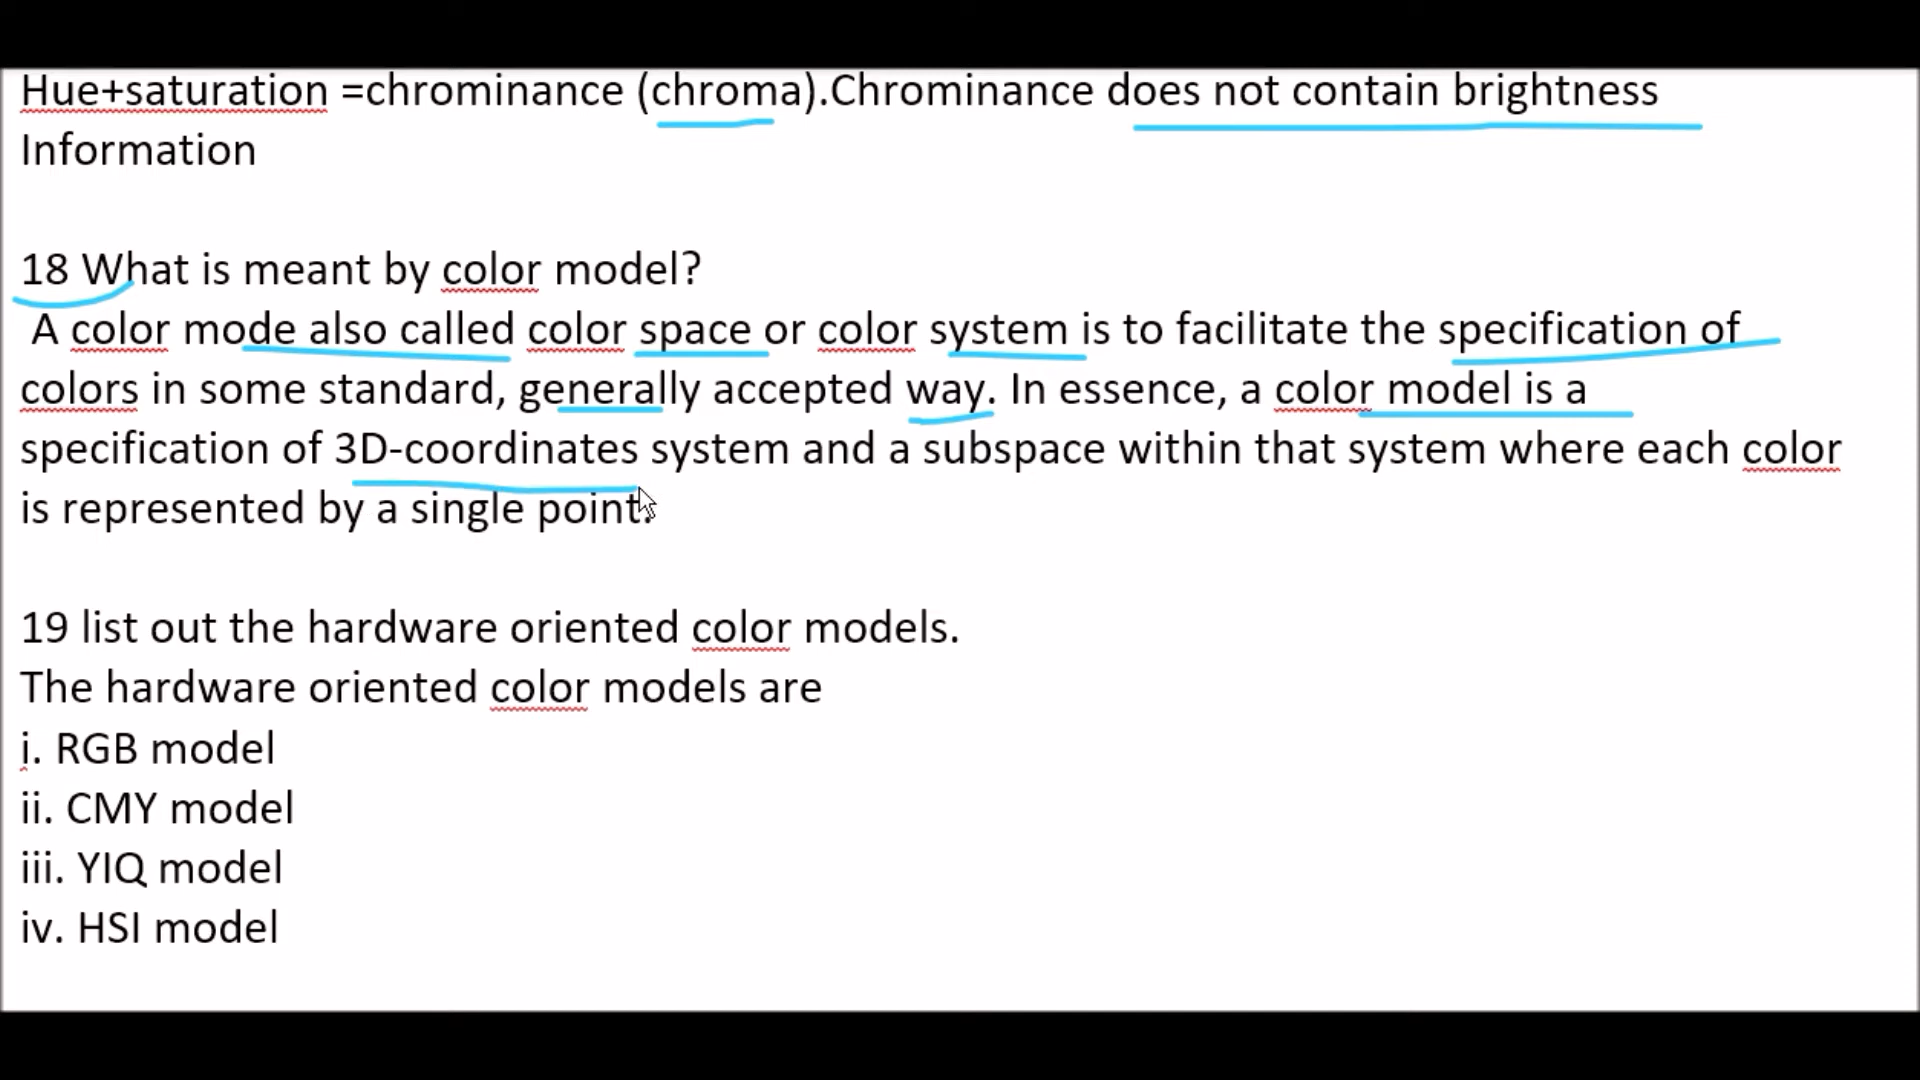 Hue+saturation =chrominance (chroma).Chrominance does not contain brightness
Information
18 What is meant by color model?
A color mode also called color space or color system is to facilitate the specification of
colors in some standard, generally accepted way. In essence, a color model is a
specification of 3D-coordinates system and a subspace within that system where each color
is represented by a single point.
19 list out the hardware oriented color models.
The hardware oriented color models are
i. RGB model
ii. CMY model
iii. YIQ model
iv. HSI model